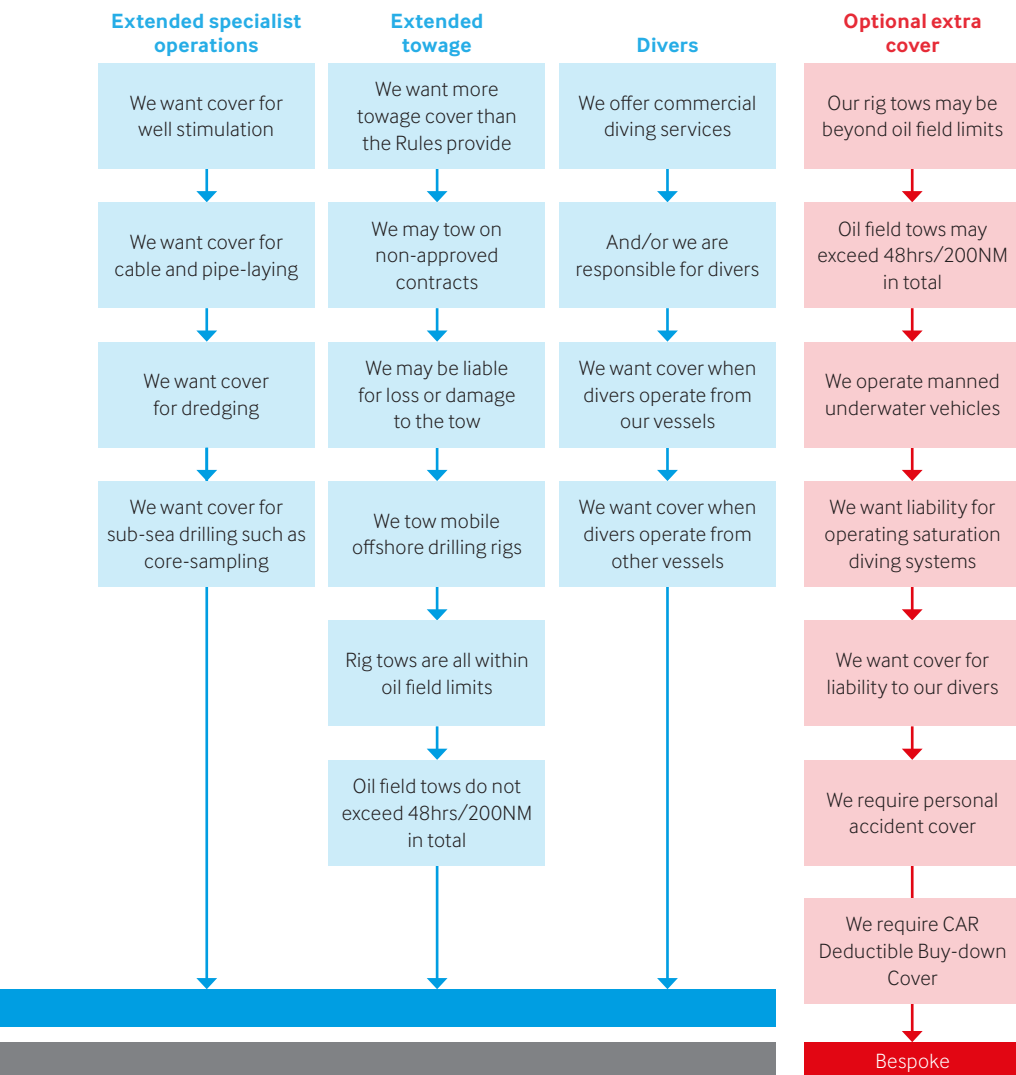 Extended specialist
operations
We want cover for
well stimulation
We want cover for
cable and pipe-laying
We want cover
for dredging
We want cover for
sub-sea drilling such as
core-sampling
Extended
towage
We want more
towage cover than
the Rules provide
We may tow on
non-approved
contracts
We may be liable
for loss or damage
to the tow
We tow mobile
offshore drilling rigs
Rig tows are all within
oil field limits
Oil field tows do not
exceed 48hrs/200NM
in total
Divers
We offer commercial
diving services
And/or we are
responsible for divers
We want cover when
divers operate from
our vessels
We want cover when
divers operate from
other vessels
Optional extra
cover
Our rig tows may be
beyond oil field limits
Oil field tows may
exceed 48hrs/200NM
in total
We operate manned
underwater vehicles
We want liability for
operating saturation
diving systems
We want cover for
liability to our divers
We require personal
accident cover
We require CAR
Deductible Buy-down
Cover
Bespoke